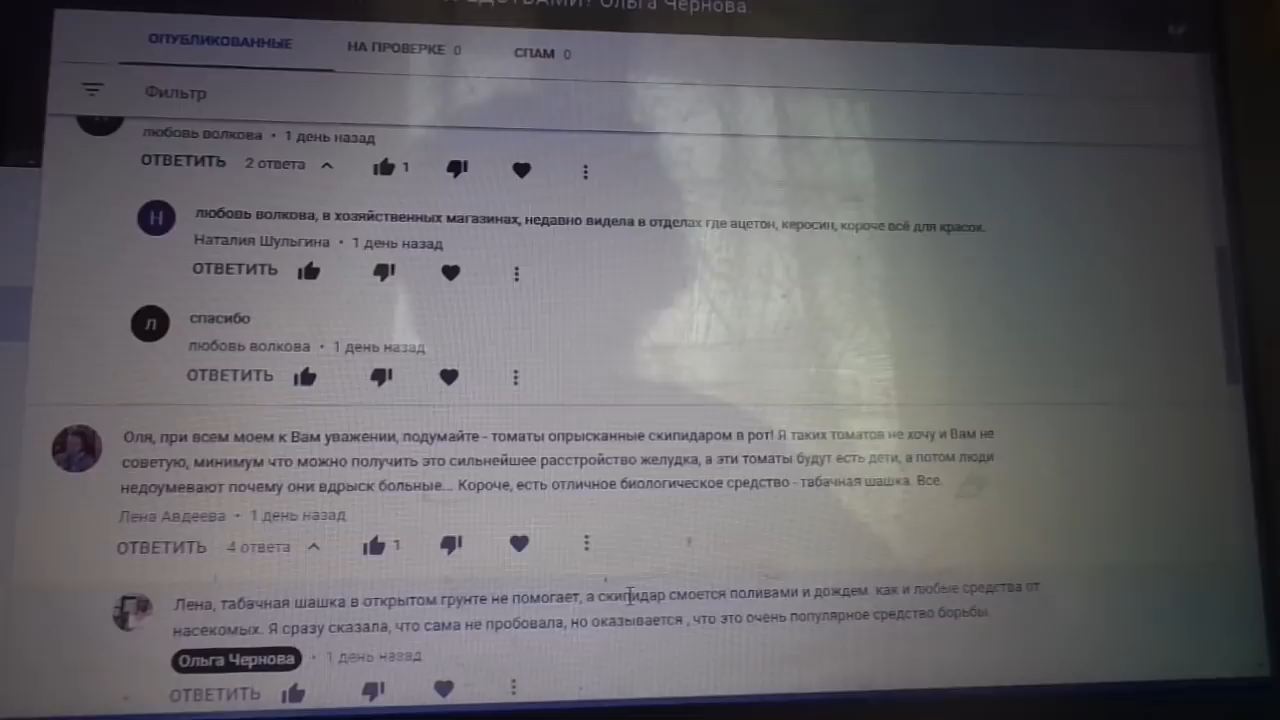 Ольга Чернова
ОПУБЛИКОВАННЫЕ НА ПРОВЕРКЕ 0 СПАМ 0
Фильтр
любовь волкова • 1 день назад
ОТВЕТИТЬ 2 ответа 1
Н
любовь волкова, в хозяйственных магазинах, недавно видела в отделах где ацетон, керосин, короче всё для красок.
Наталия Шульгина • 1 день назад
ОТВЕТИТЬ
л
спасибо
любовь волкова • 1 день назад
ОТВЕТИТЬ
Оля, при всем моем к Вам уважении, подумайте - томаты опрысканные скипидаром в рот! Я таких томатов не хочу и Вам не
советую, минимум что можно получить это сильнейшее расстройство желудка, а эти томаты будут есть дети, а потом люди
недоумевают почему они вдрыск больные... Короче, есть отличное биологическое средство - табачная шашка. Все.
Лена Авдеева • 1 день назад
ОТВЕТИТЬ 4 ответа 1
Лена, табачная шашка в открытом грунте не помогает, а скипидар смоется поливами и дождем. как и любые средства от
насекомых. Я сразу сказала, что сама не пробовала, но оказывается , что это очень популярное средство борьбы.
Ольга Чернова • 1 день назад
ОТВЕТИТЬ